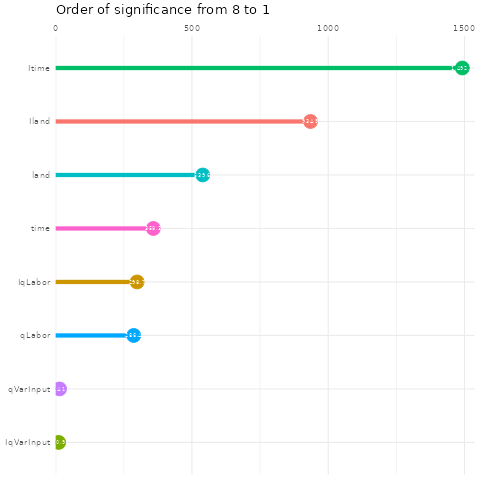 Order of significance from 8 to 1
0 500 1000 1500
ltime
lland
land
time
lqLabor
qLabor
qVarInput
lqVarInput